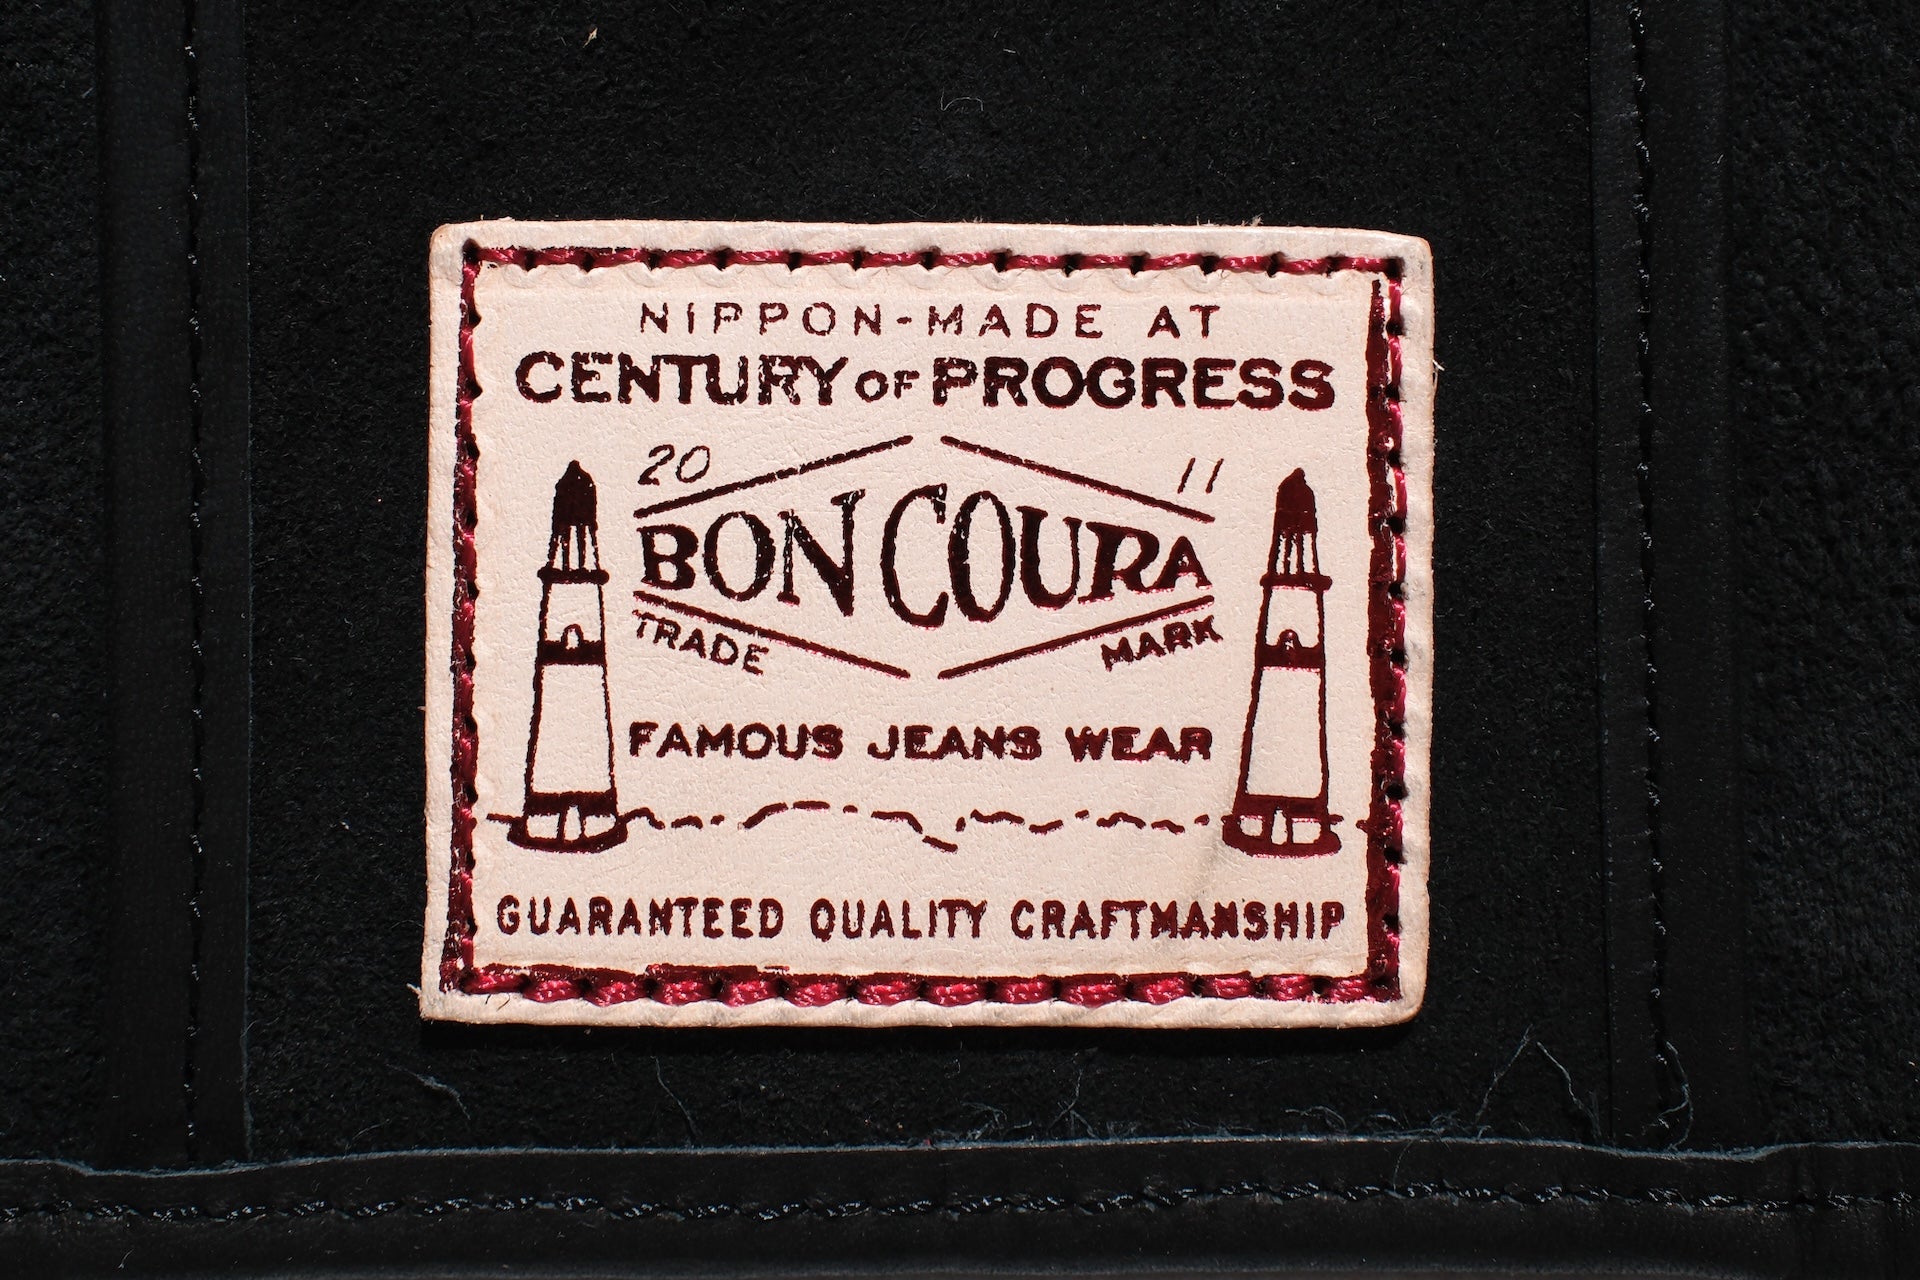 NIPPON-MADE AT
CENTURY OF PROGRESS
20 11
BON COURA
TRADE MARK
FAMOUS JEANS WEAR
GUARANTEED QUALITY CRAFTMANSHIP